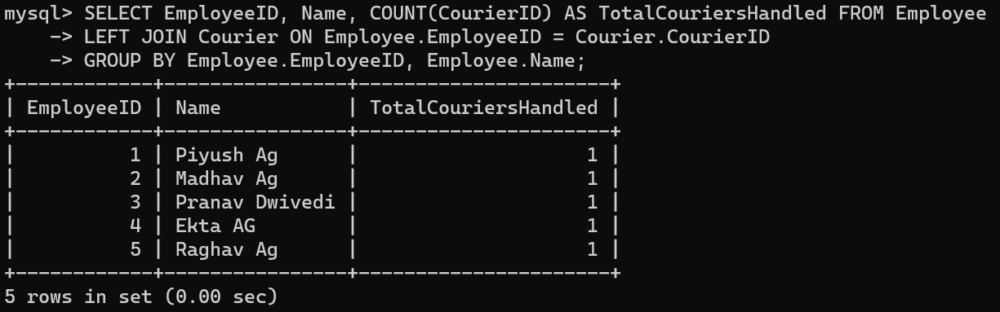 mysql> SELECT EmployeeID, Name, COUNT(CourierID) AS TotalCouriersHandled FROM Employee
    -> LEFT JOIN Courier ON Employee.EmployeeID = Courier.CourierID
    -> GROUP BY Employee.EmployeeID, Employee.Name;
+------------+----------------+----------------------+
| EmployeeID | Name           | TotalCouriersHandled |
+------------+----------------+----------------------+
|          1 | Piyush Ag      |                    1 |
|          2 | Madhav Ag      |                    1 |
|          3 | Pranav Dwivedi |                    1 |
|          4 | Ekta AG        |                    1 |
|          5 | Raghav Ag      |                    1 |
+------------+----------------+----------------------+
5 rows in set (0.00 sec)